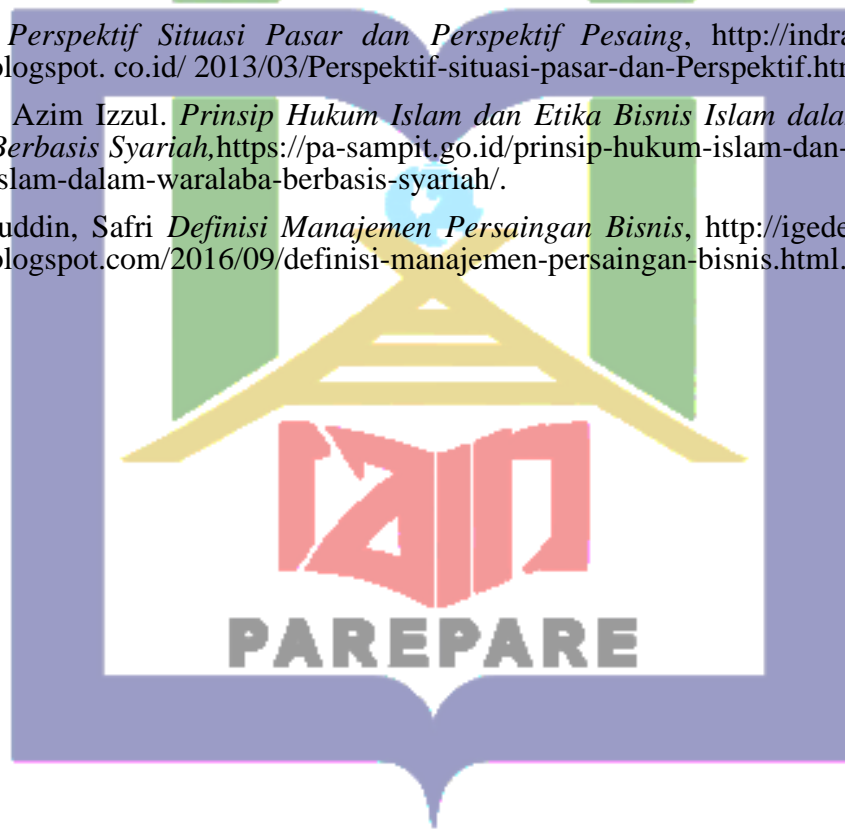 Perspektif Situasi Pasar dan Perspektif Pesaing, http://indra
blogspot. co.id/ 2013/03/Perspektif-situasi-pasar-dan-Perspektif.htm
Azim Izzul. Prinsip Hukum Islam dan Etika Bisnis Islam dala
Berbasis Syariah,https://pa-sampit.go.id/prinsip-hukum-islam-dan-
slam-dalam-waralaba-berbasis-syariah/.
uddin, Safri Definisi Manajemen Persaingan Bisnis, http://igede
blogspot.com/2016/09/definisi-manajemen-persaingan-bisnis.html.
iain
PAREPARE